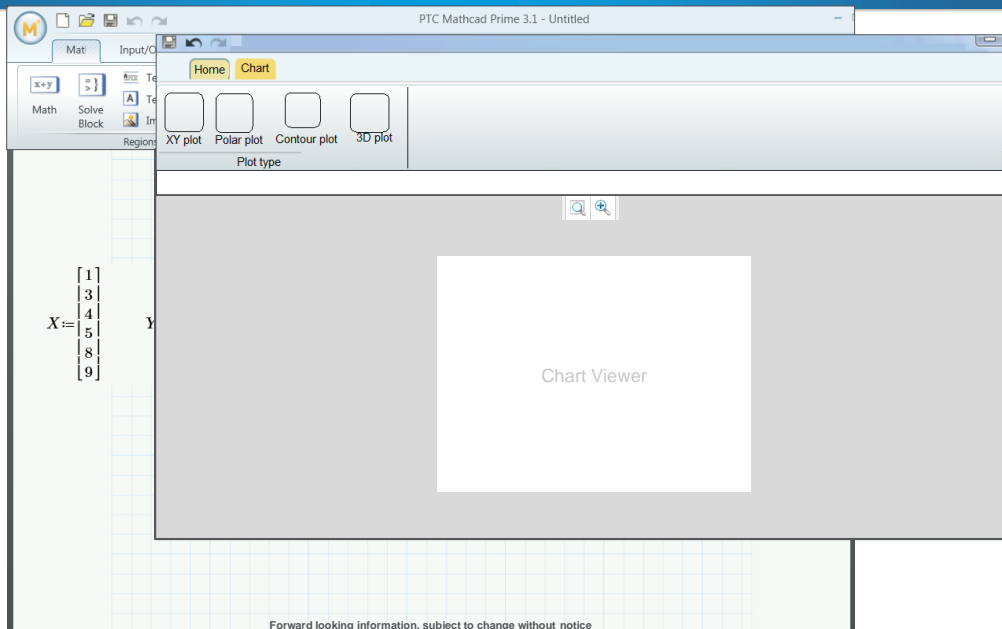 PTC Mathcad Prime 3.1 - Untitled
M
Mat
Input/O
x+y
Math
Solve
Block
A
Te
Te
Im
Regions
Home
Chart
XY plot
Polar plot
Contour plot
3D plot
Plot type
X:=
1
3
4
5
8
9
Y
Chart Viewer
Forward looking information, subject to change without notice